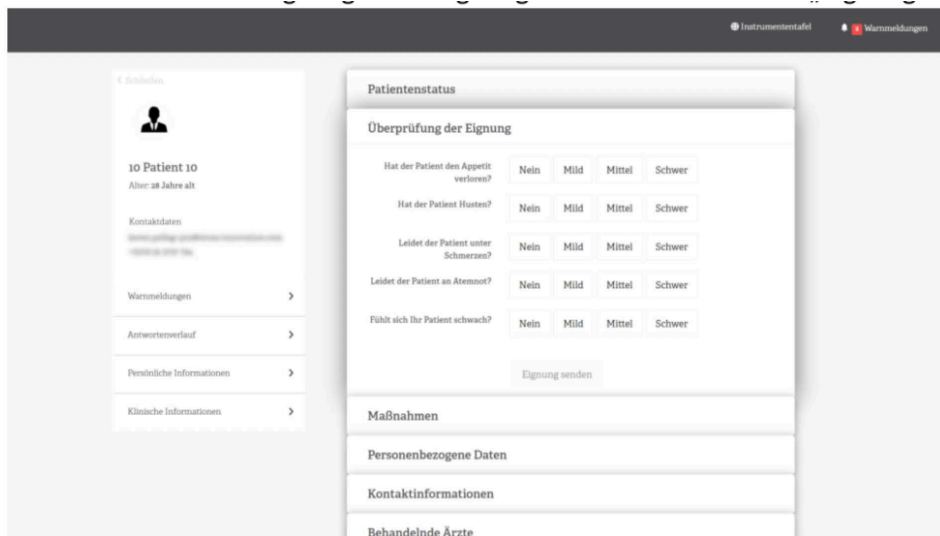 Instrumententafel
Warnmeldungen
Schließen
10 Patient 10
Alter: 28 Jahre alt
Kontaktdaten
Warnmeldungen
Antwortenverlauf
Persönliche Informationen
Klinische Informationen
Patientenstatus
Überprüfung der Eignung
Hat der Patient den Appetit
verloren?
Nein Mild Mittel Schwer
Hat der Patient Husten?
Nein Mild Mittel Schwer
Leidet der Patient unter
Schmerzen?
Nein Mild Mittel Schwer
Leidet der Patient an Atemnot?
Nein Mild Mittel Schwer
Fühlt sich Ihr Patient schwach?
Nein Mild Mittel Schwer
Eignung senden
Maßnahmen
Personenbezogene Daten
Kontaktinformationen
Behandelnde Ärzte